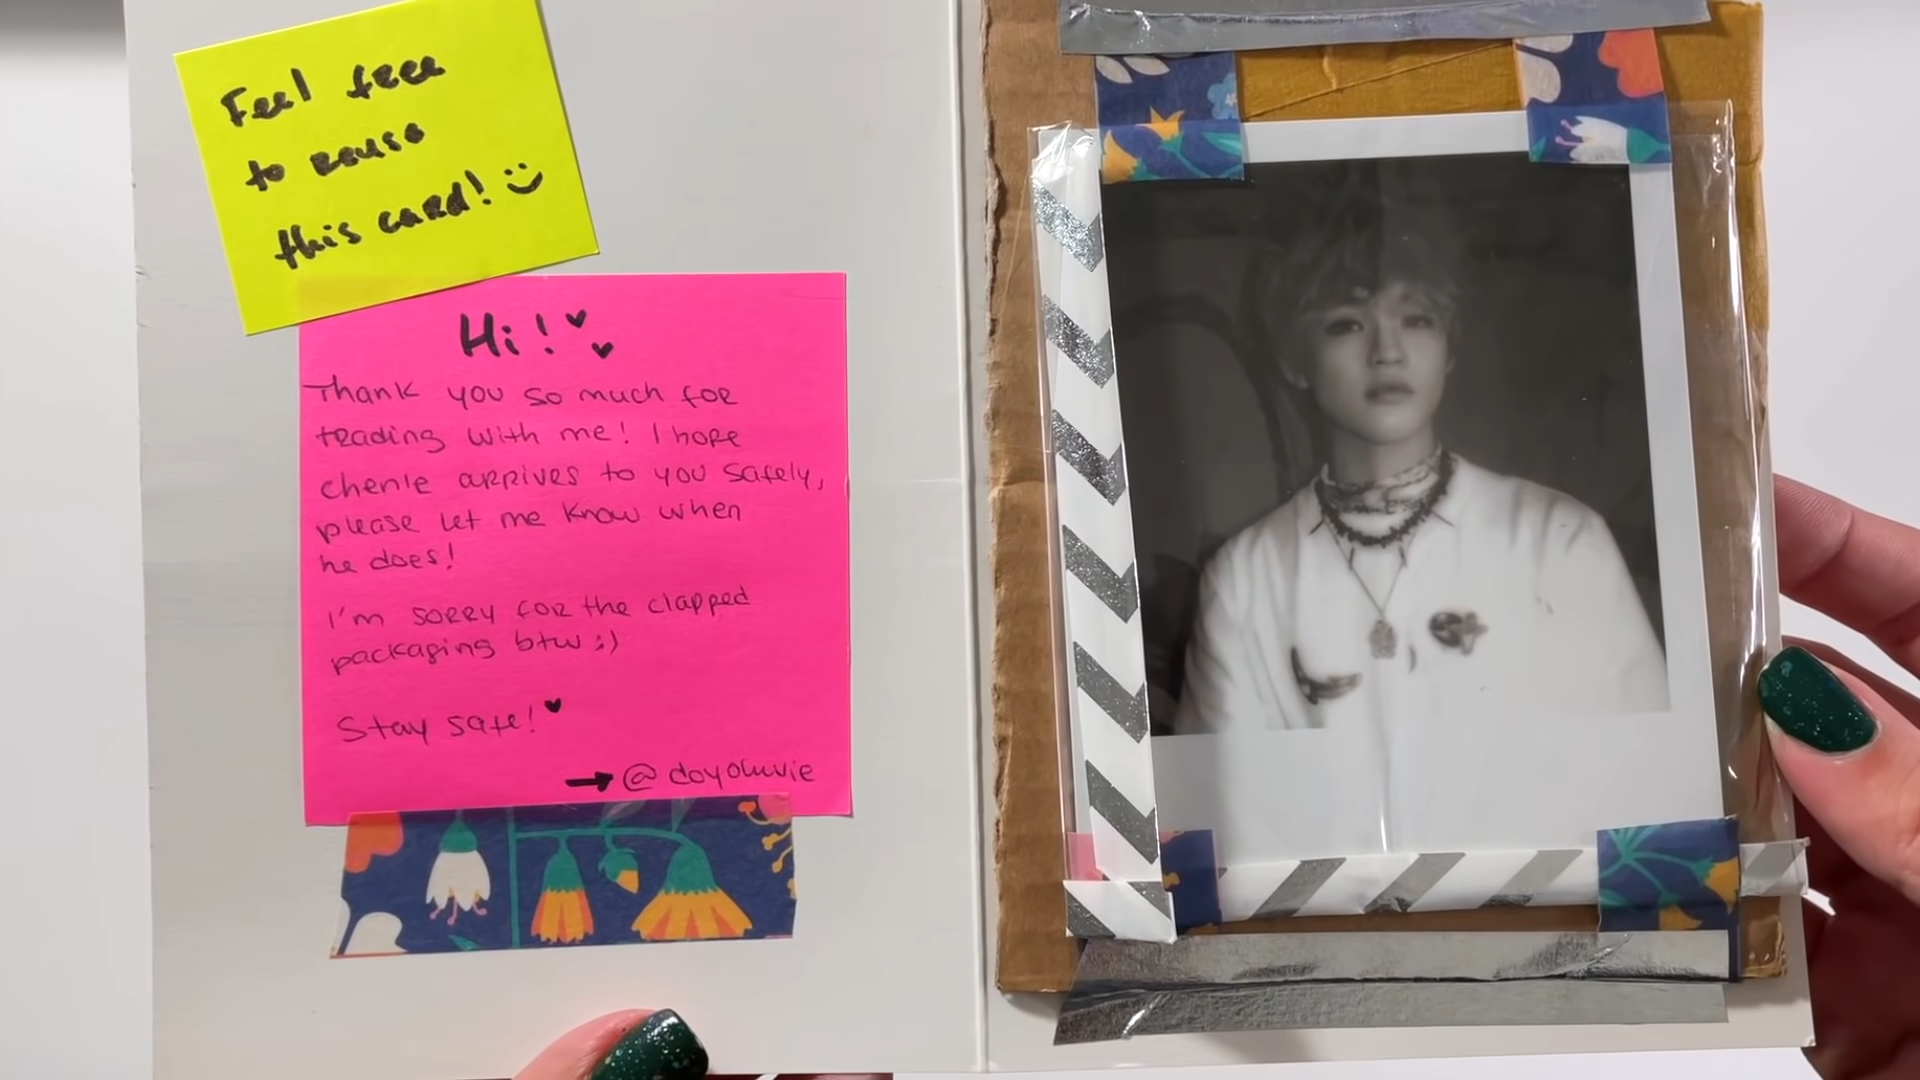 Feel free
to reuse
this card!
Hi!
Thank you so much for
trading with me! I hope
chenle arrives to you safely,
please let me know when
he does!
I'm sorry for the clapped
packaging btw :)
Stay safe!
@doyoluvie